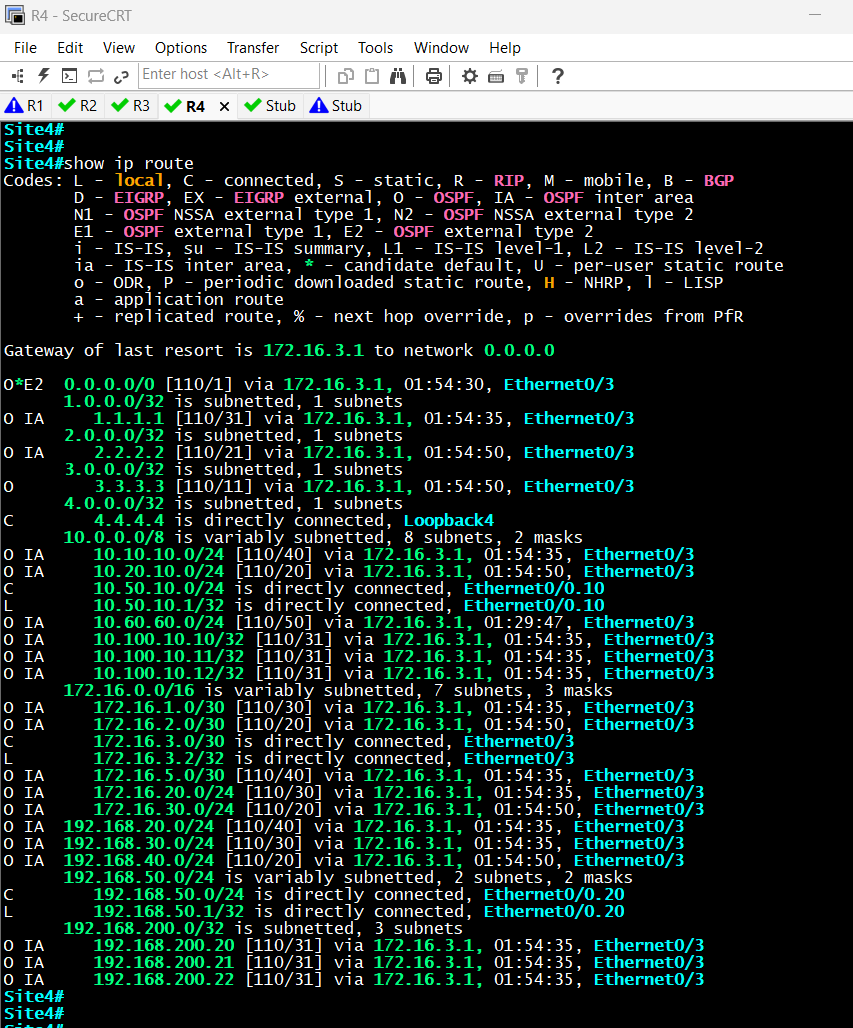 R4 - SecureCRT
File Edit View Options Transfer Script Tools Window Help
Enter host <Alt+R>
R1 R2 R3 R4 Stub Stub
Site4#
Site4#
Site4#show ip route
Codes: L - local, C - connected, S - static, R - RIP, M - mobile, B - BGP
D - EIGRP, EX - EIGRP external, O - OSPF, IA - OSPF inter area
N1 - OSPF NSSA external type 1, N2 - OSPF NSSA external type 2
E1 - OSPF external type 1, E2 - OSPF external type 2
i - IS-IS, su - IS-IS summary, L1 - IS-IS level-1, L2 - IS-IS level-2
ia - IS-IS inter area, * - candidate default, U - per-user static route
o - ODR, P - periodic downloaded static route, H - NHRP, l - LISP
a - application route
+ - replicated route, % - next hop override, p - overrides from PfR
Gateway of last resort is 172.16.3.1 to network 0.0.0.0
O*E2 0.0.0.0/0 [110/1] via 172.16.3.1, 01:54:30, Ethernet0/3
1.0.0.0/32 is subnetted, 1 subnets
O IA 1.1.1.1 [110/31] via 172.16.3.1, 01:54:35, Ethernet0/3
2.0.0.0/32 is subnetted, 1 subnets
O IA 2.2.2.2 [110/21] via 172.16.3.1, 01:54:50, Ethernet0/3
3.0.0.0/32 is subnetted, 1 subnets
O 3.3.3.3 [110/11] via 172.16.3.1, 01:54:50, Ethernet0/3
4.0.0.0/32 is subnetted, 1 subnets
C 4.4.4.4 is directly connected, Loopback4
10.0.0.0/8 is variably subnetted, 8 subnets, 2 masks
O IA 10.10.10.0/24 [110/40] via 172.16.3.1, 01:54:35, Ethernet0/3
O IA 10.20.10.0/24 [110/20] via 172.16.3.1, 01:54:50, Ethernet0/3
C 10.50.10.0/24 is directly connected, Ethernet0/0.10
L 10.50.10.1/32 is directly connected, Ethernet0/0.10
O IA 10.60.60.0/24 [110/50] via 172.16.3.1, 01:29:47, Ethernet0/3
O IA 10.100.10.10/32 [110/31] via 172.16.3.1, 01:54:35, Ethernet0/3
O IA 10.100.10.11/32 [110/31] via 172.16.3.1, 01:54:35, Ethernet0/3
O IA 10.100.10.12/32 [110/31] via 172.16.3.1, 01:54:35, Ethernet0/3
172.16.0.0/16 is variably subnetted, 7 subnets, 3 masks
O IA 172.16.1.0/30 [110/30] via 172.16.3.1, 01:54:35, Ethernet0/3
O IA 172.16.2.0/30 [110/20] via 172.16.3.1, 01:54:50, Ethernet0/3
C 172.16.3.0/30 is directly connected, Ethernet0/3
L 172.16.3.2/32 is directly connected, Ethernet0/3
O IA 172.16.5.0/30 [110/40] via 172.16.3.1, 01:54:35, Ethernet0/3
O IA 172.16.20.0/24 [110/30] via 172.16.3.1, 01:54:35, Ethernet0/3
O IA 172.16.30.0/24 [110/20] via 172.16.3.1, 01:54:50, Ethernet0/3
O IA 192.168.20.0/24 [110/40] via 172.16.3.1, 01:54:35, Ethernet0/3
O IA 192.168.30.0/24 [110/30] via 172.16.3.1, 01:54:35, Ethernet0/3
O IA 192.168.40.0/24 [110/20] via 172.16.3.1, 01:54:50, Ethernet0/3
192.168.50.0/24 is variably subnetted, 2 subnets, 2 masks
C 192.168.50.0/24 is directly connected, Ethernet0/0.20
L 192.168.50.1/32 is directly connected, Ethernet0/0.20
192.168.200.0/32 is subnetted, 3 subnets
O IA 192.168.200.20 [110/31] via 172.16.3.1, 01:54:35, Ethernet0/3
O IA 192.168.200.21 [110/31] via 172.16.3.1, 01:54:35, Ethernet0/3
O IA 192.168.200.22 [110/31] via 172.16.3.1, 01:54:35, Ethernet0/3
Site4#
Site4#